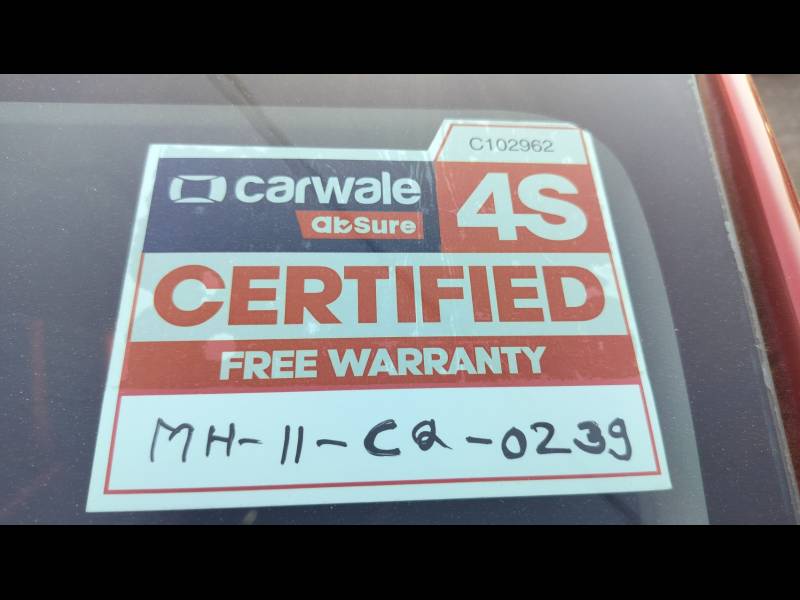 C102962
carwale
abSure
4S
CERTIFIED
FREE WARRANTY
MH-11-CQ-0239